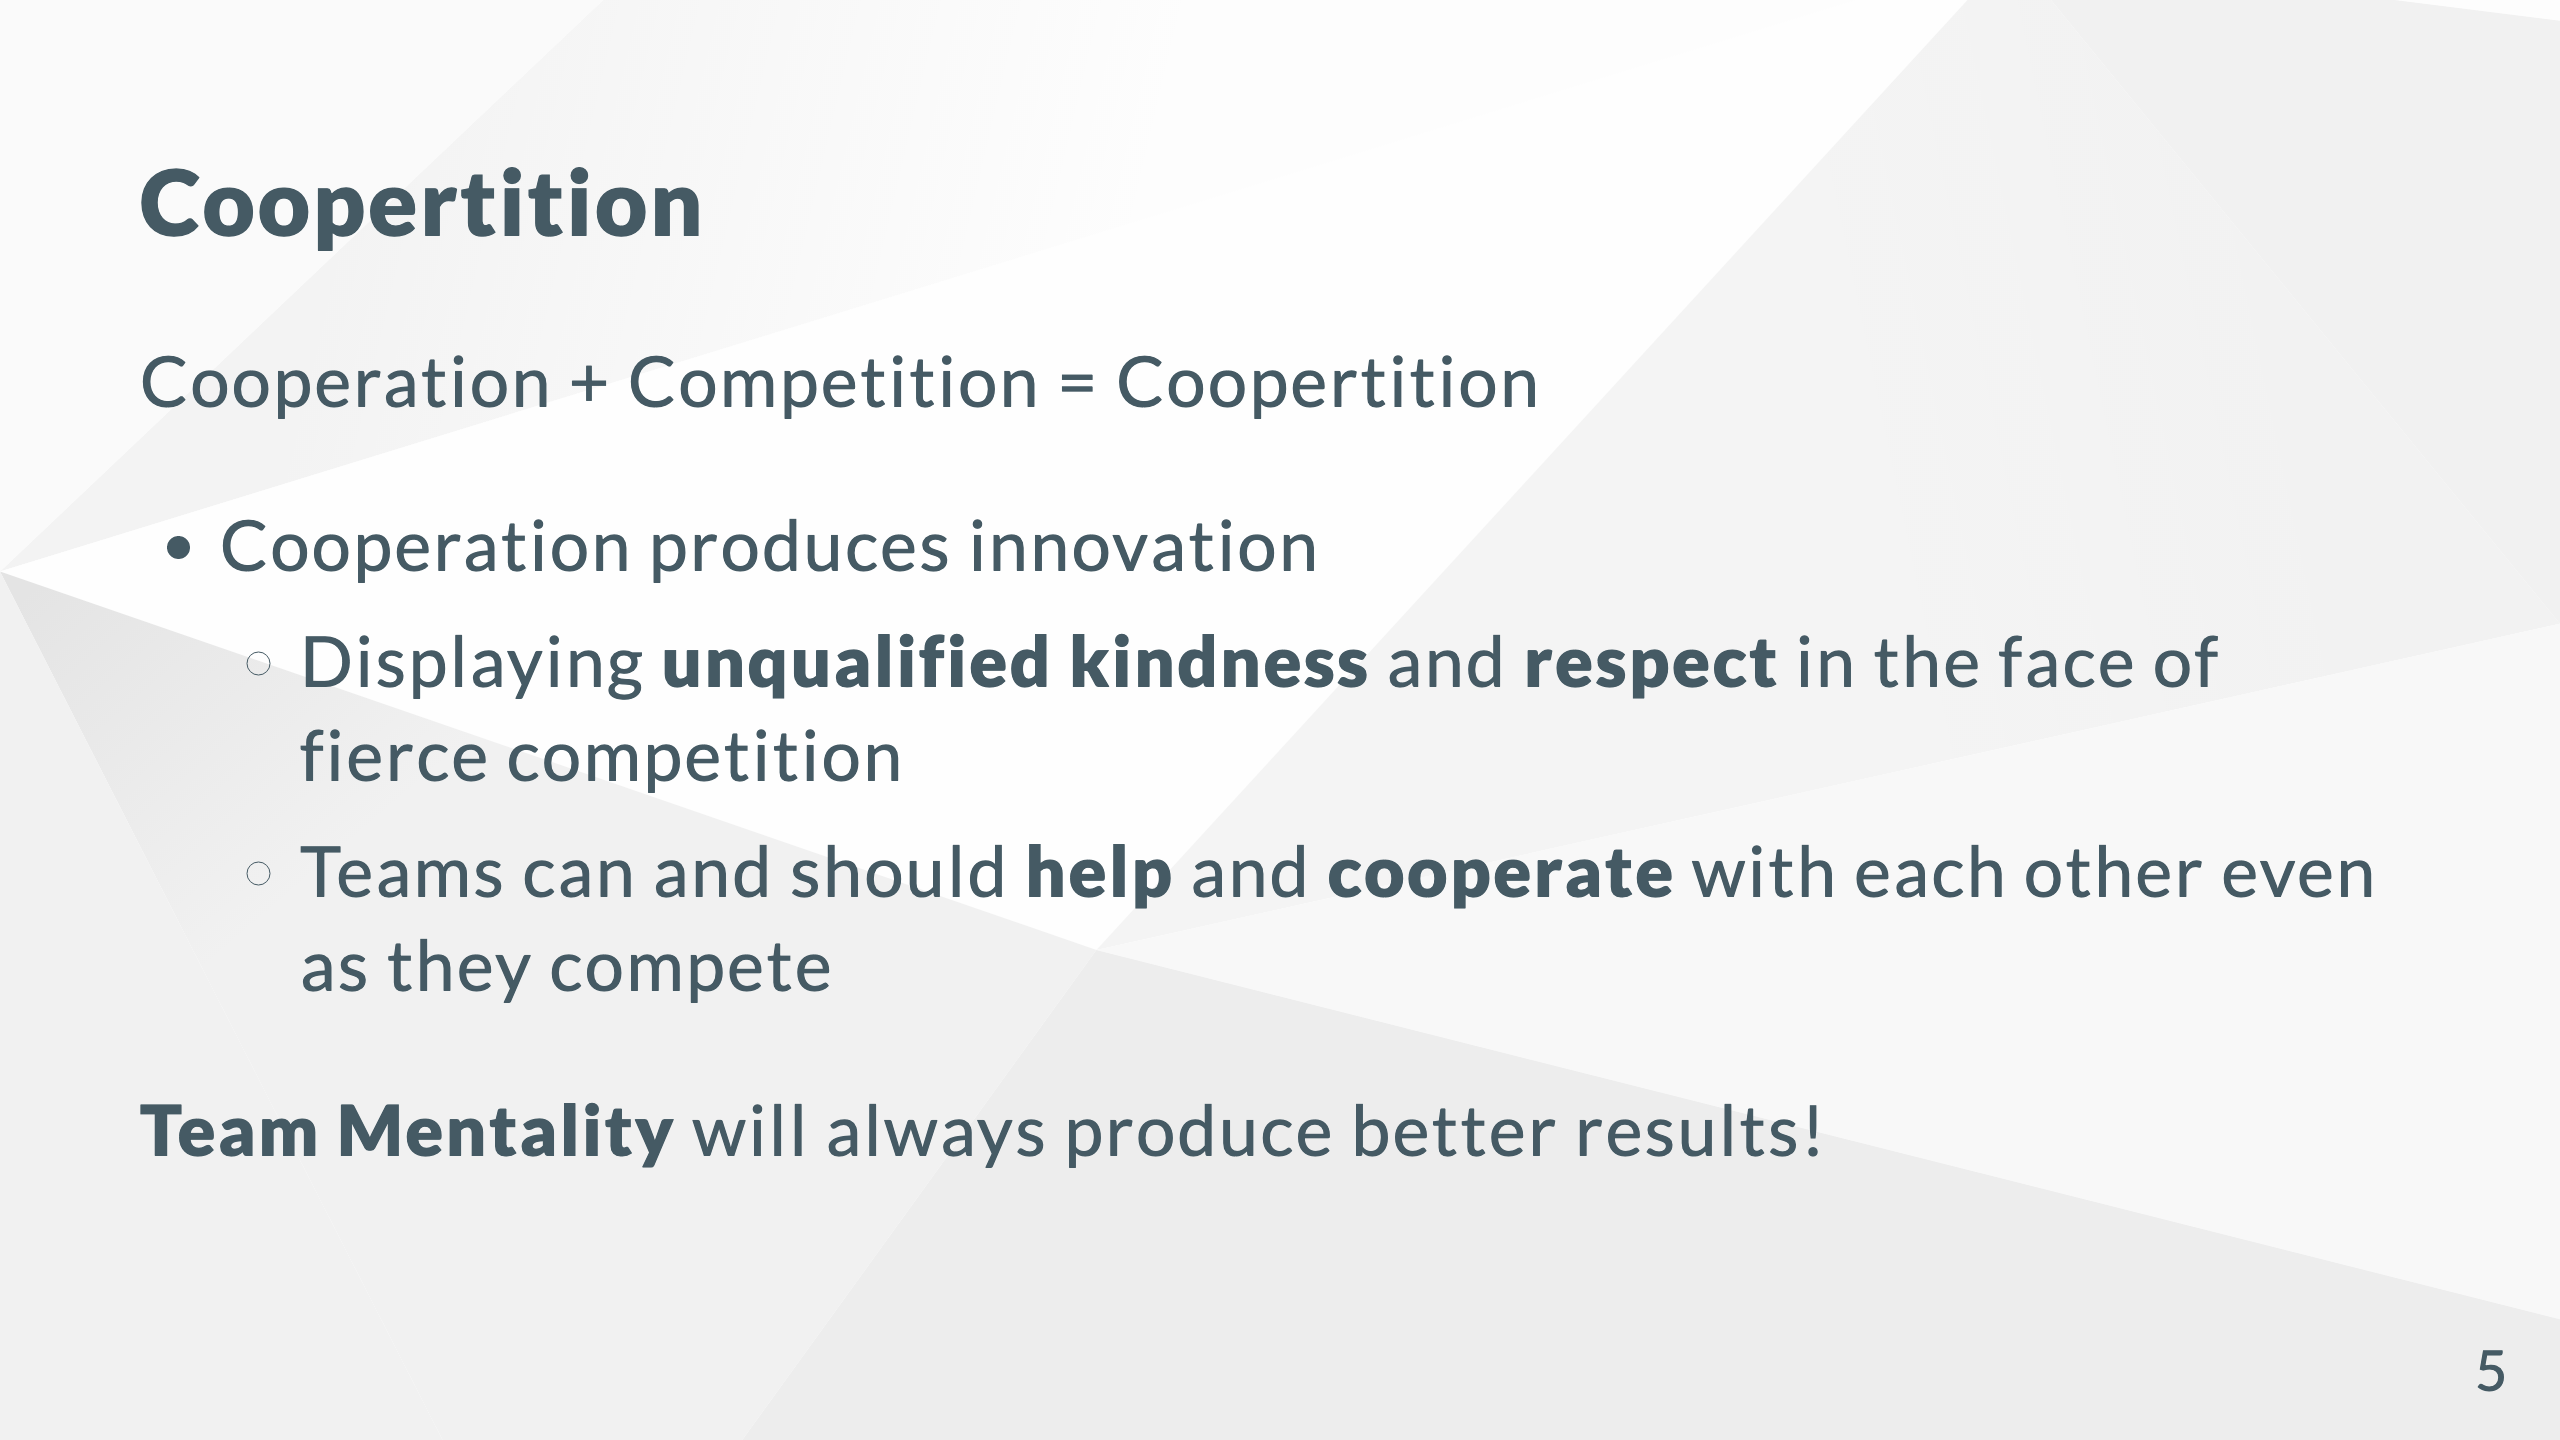 Coopertition
Cooperation + Competition = Coopertition
• Cooperation produces innovation
○ Displaying unqualified kindness and respect in the face of
fierce competition
○ Teams can and should help and cooperate with each other even
as they compete
Team Mentality will always produce better results!
5